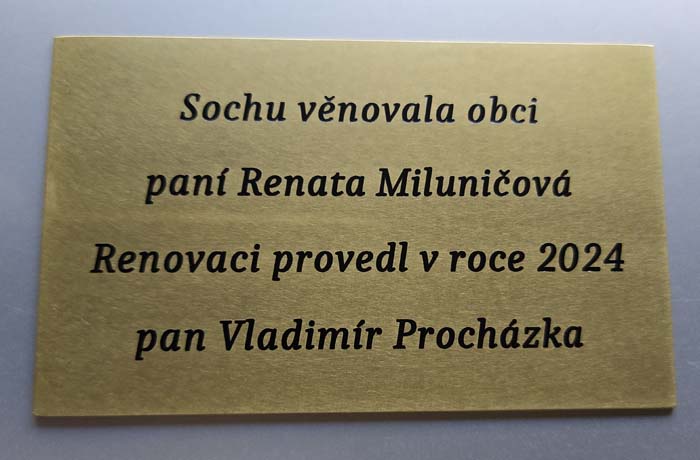 Sochu věnovala obci
paní Renata Miluničová
Renovaci provedl v roce 2024
pan Vladimír Procházka